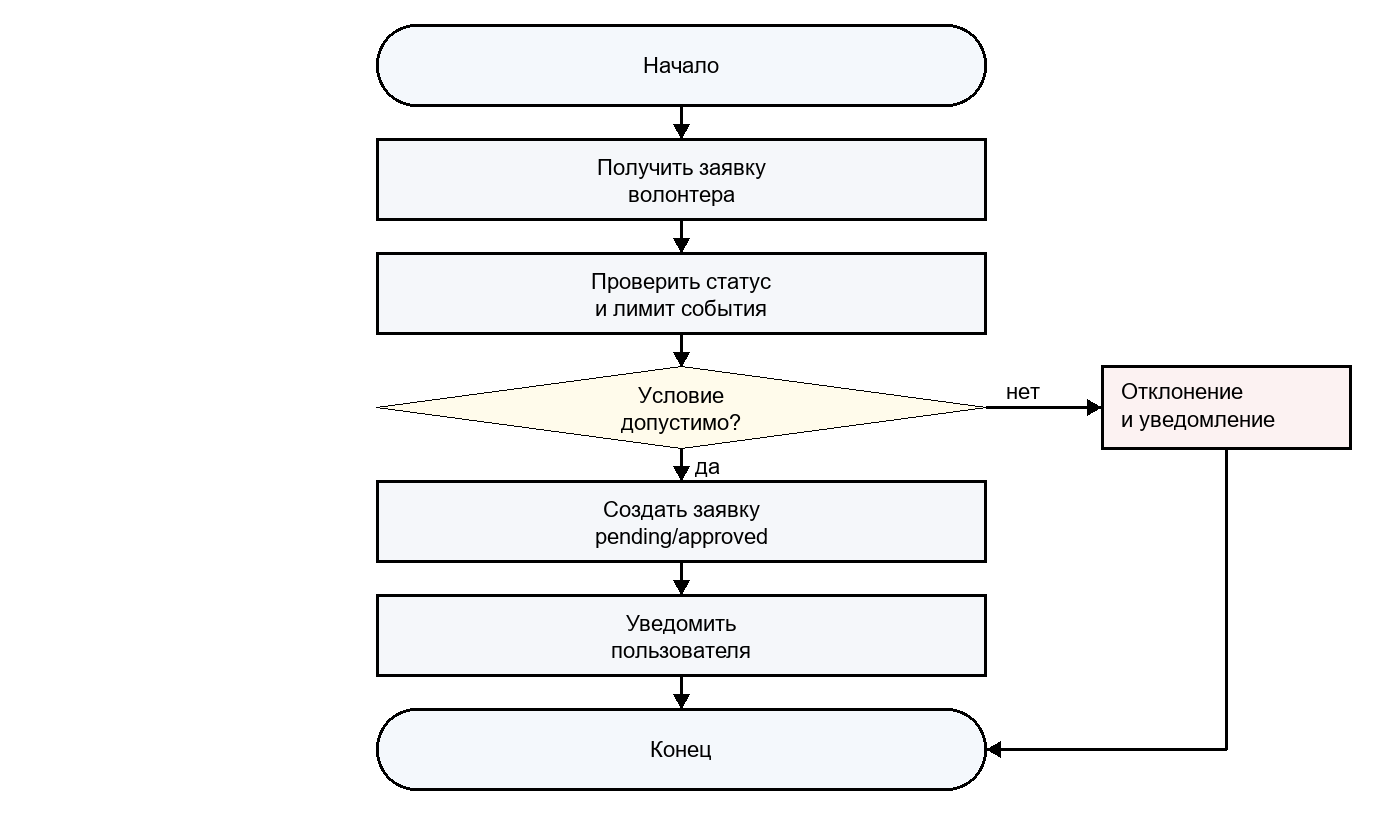 Начало
Получить заявку
волонтера
Проверить статус
и лимит события
Условие
допустимо?
нет
Отклонение
и уведомление
да
Создать заявку
pending/approved
Уведомить
пользователя
Конец